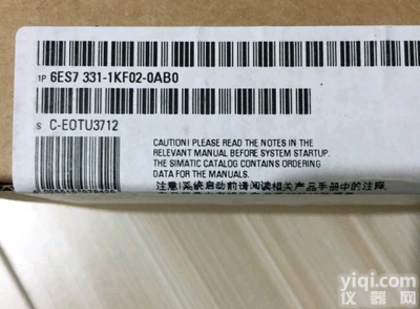 1P 6ES7 331-1KF02-0AB0
S C-E0TU3712
CAUTION! PLEASE READ THE NOTES IN THE
RELEVANT MANUAL BEFORE SYSTEM STARTUP.
THE SIMATIC CATALOG CONTAINS ORDERING
DATA FOR THE MANUALS.
注意!系统启动前请阅读相关产品手册中的注释.
yiqi.com
仪器网